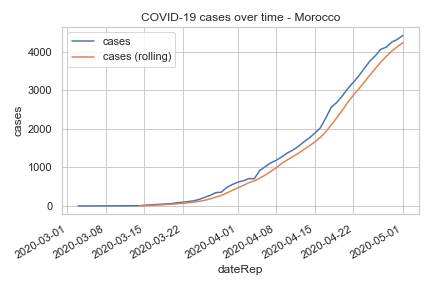 COVID-19 cases over time - Morocco
cases
cases (rolling)
4000
3000
2000
1000
0
cases
2020-03-01
2020-03-08
2020-03-15
2020-03-22
2020-04-01
2020-04-08
2020-04-15
2020-04-22
2020-05-01
dateRep